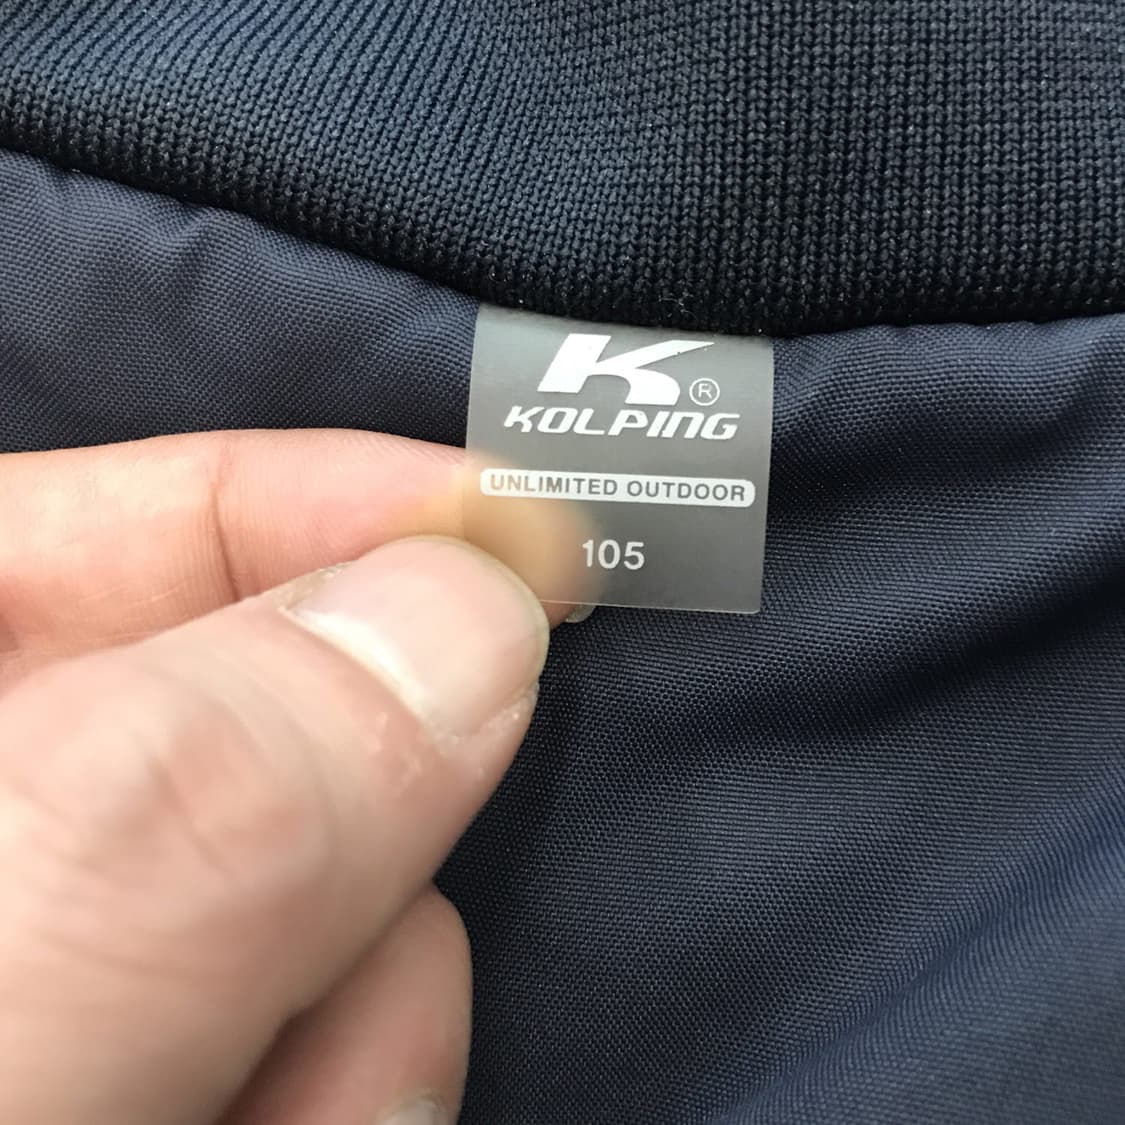 K®
KOLPING
UNLIMITED OUTDOOR
105